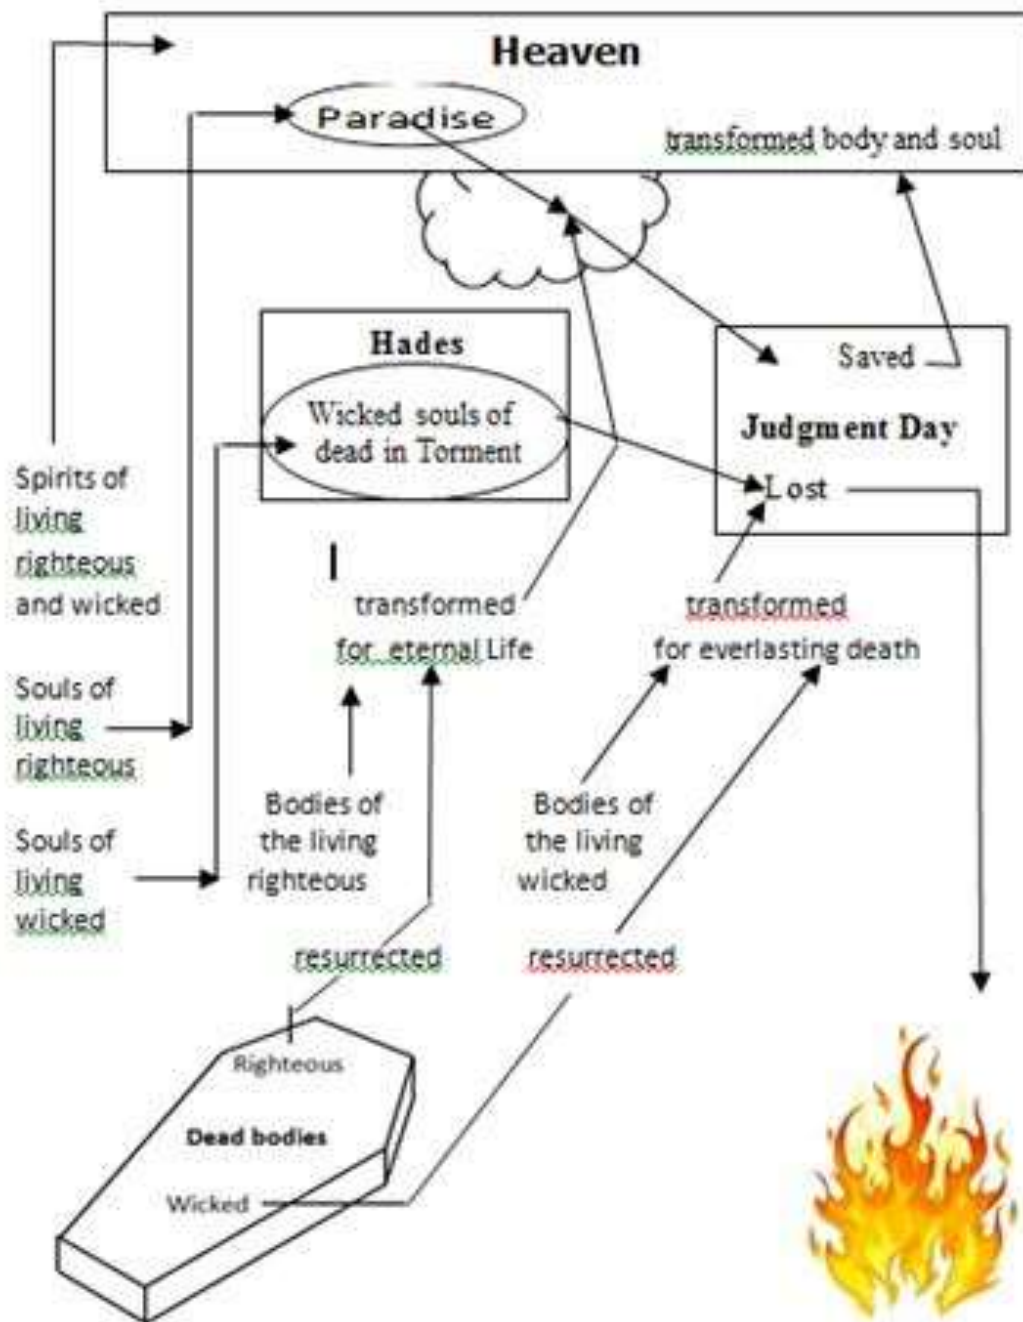 Heaven
Paradise
transformed body and soul
Hades
Wicked souls of
dead in Torment
Saved
Judgment Day
Lost
Spirits of
living
righteous
and wicked
transformed
for eternal Life
transformed
for everlasting death
Souls of
living
righteous
Souls of
living
wicked
Bodies of
the living
righteous
Bodies of
the living
wicked
resurrected
resurrected
Righteous
Dead bodies
Wicked